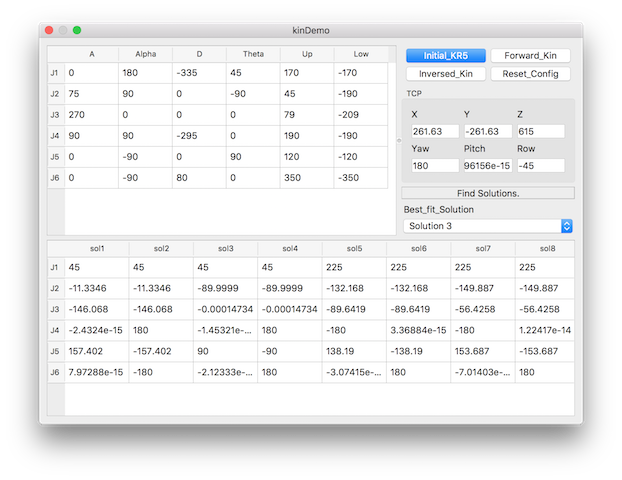 kinDemo
A Alpha D Theta Up Low
J1 0 180 -335 45 170 -170
J2 75 90 0 -90 45 -190
J3 270 0 0 0 79 -209
J4 90 90 -295 0 190 -190
J5 0 -90 0 90 120 -120
J6 0 -90 80 0 350 -350
Initial_KR5 Forward_Kin
Inversed_Kin Reset_Config
TCP
X Y Z
261.63 -261.63 615
Yaw Pitch Row
180 96156e-15 -45
Find Solutions.
Best_fit_Solution
Solution 3
sol1 sol2 sol3 sol4 sol5 sol6 sol7 sol8
J1 45 45 45 45 225 225 225 225
J2 -11.3346 -11.3346 -89.9999 -89.9999 -132.168 -132.168 -149.887 -149.887
J3 -146.068 -146.068 -0.00014734 -0.00014734 -89.6419 -89.6419 -56.4258 -56.4258
J4 -2.4324e-15 180 -1.45321e-... 180 -180 3.36884e-15 -180 1.22417e-14
J5 157.402 -157.402 90 -90 138.19 -138.19 153.687 -153.687
J6 7.97288e-15 -180 -2.12333e-... 180 -3.07415e-... 180 -7.01403e-... 180